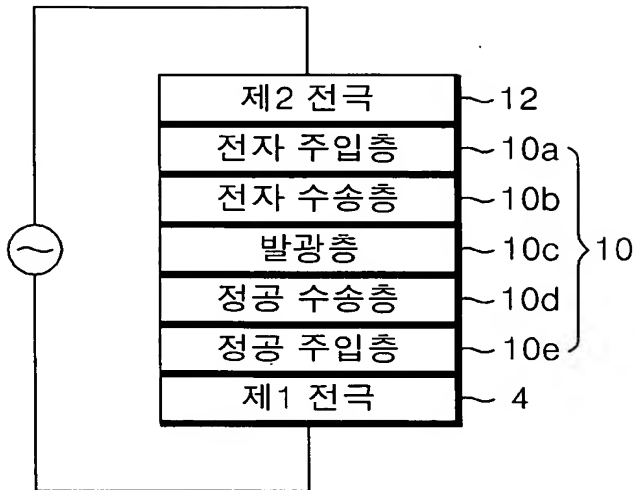 제2 전극 12
전자 주입층 10a
전자 수송층 10b
발광층 10c
10
정공 수송층 10d
정공 주입층 10e
제1 전극 4